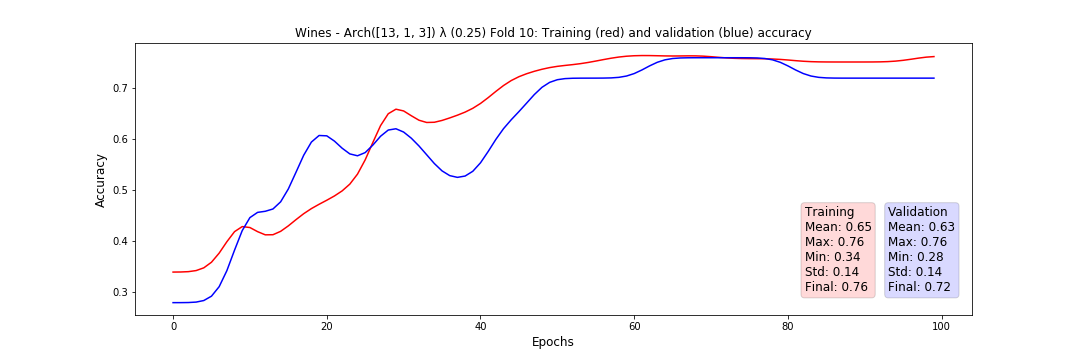 Wines - Arch([13, 1, 3]) λ (0.25) Fold 10: Training (red) and validation (blue) accuracy
Accuracy
0.7
0.6
0.5
0.4
0.3
Training
Mean: 0.65
Max: 0.76
Min: 0.34
Std: 0.14
Final: 0.76
Validation
Mean: 0.63
Max: 0.76
Min: 0.28
Std: 0.14
Final: 0.72
0
20
40
60
80
100
Epochs